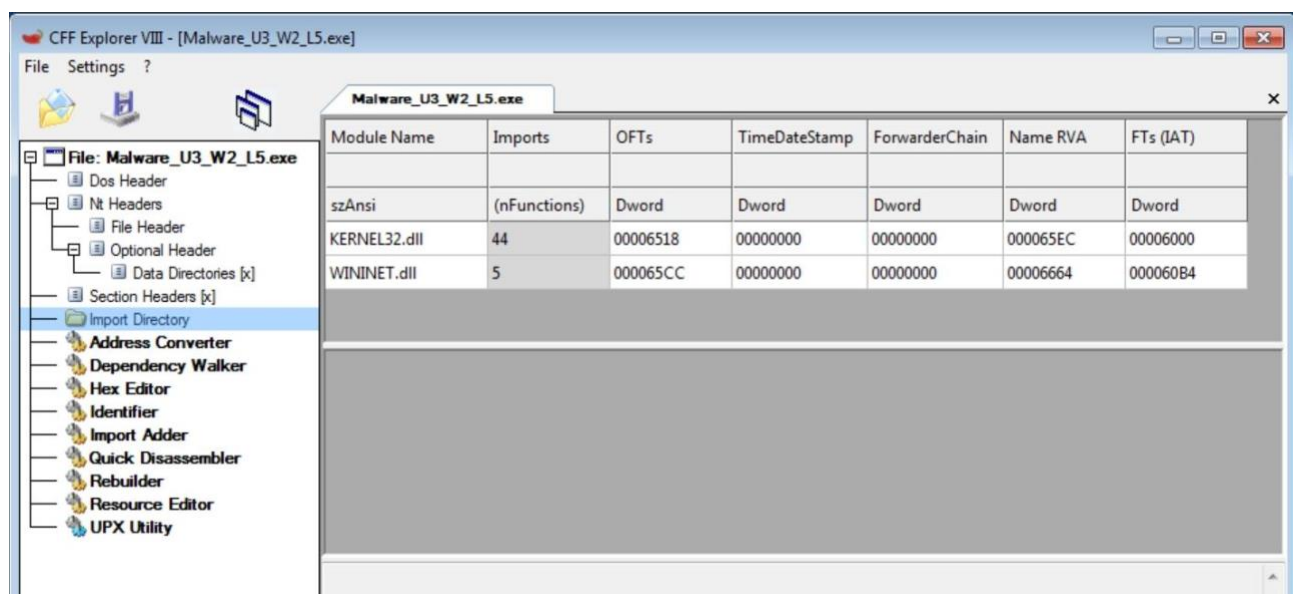 CFF Explorer VIII - [Malware_U3_W2_L5.exe]
File Settings ?
Malware_U3_W2_L5.exe
File: Malware_U3_W2_L5.exe
Dos Header
Nt Headers
File Header
Optional Header
Data Directories [x]
Section Headers [x]
Import Directory
Address Converter
Dependency Walker
Hex Editor
Identifier
Import Adder
Quick Disassembler
Rebuilder
Resource Editor
UPX Utility
Module Name Imports OFTs TimeDateStamp ForwarderChain Name RVA FTs (IAT)
szAnsi (nFunctions) Dword Dword Dword Dword Dword
KERNEL32.dll 44 00006518 00000000 00000000 000065EC 00006000
WININET.dll 5 000065CC 00000000 00000000 00006664 000060B4